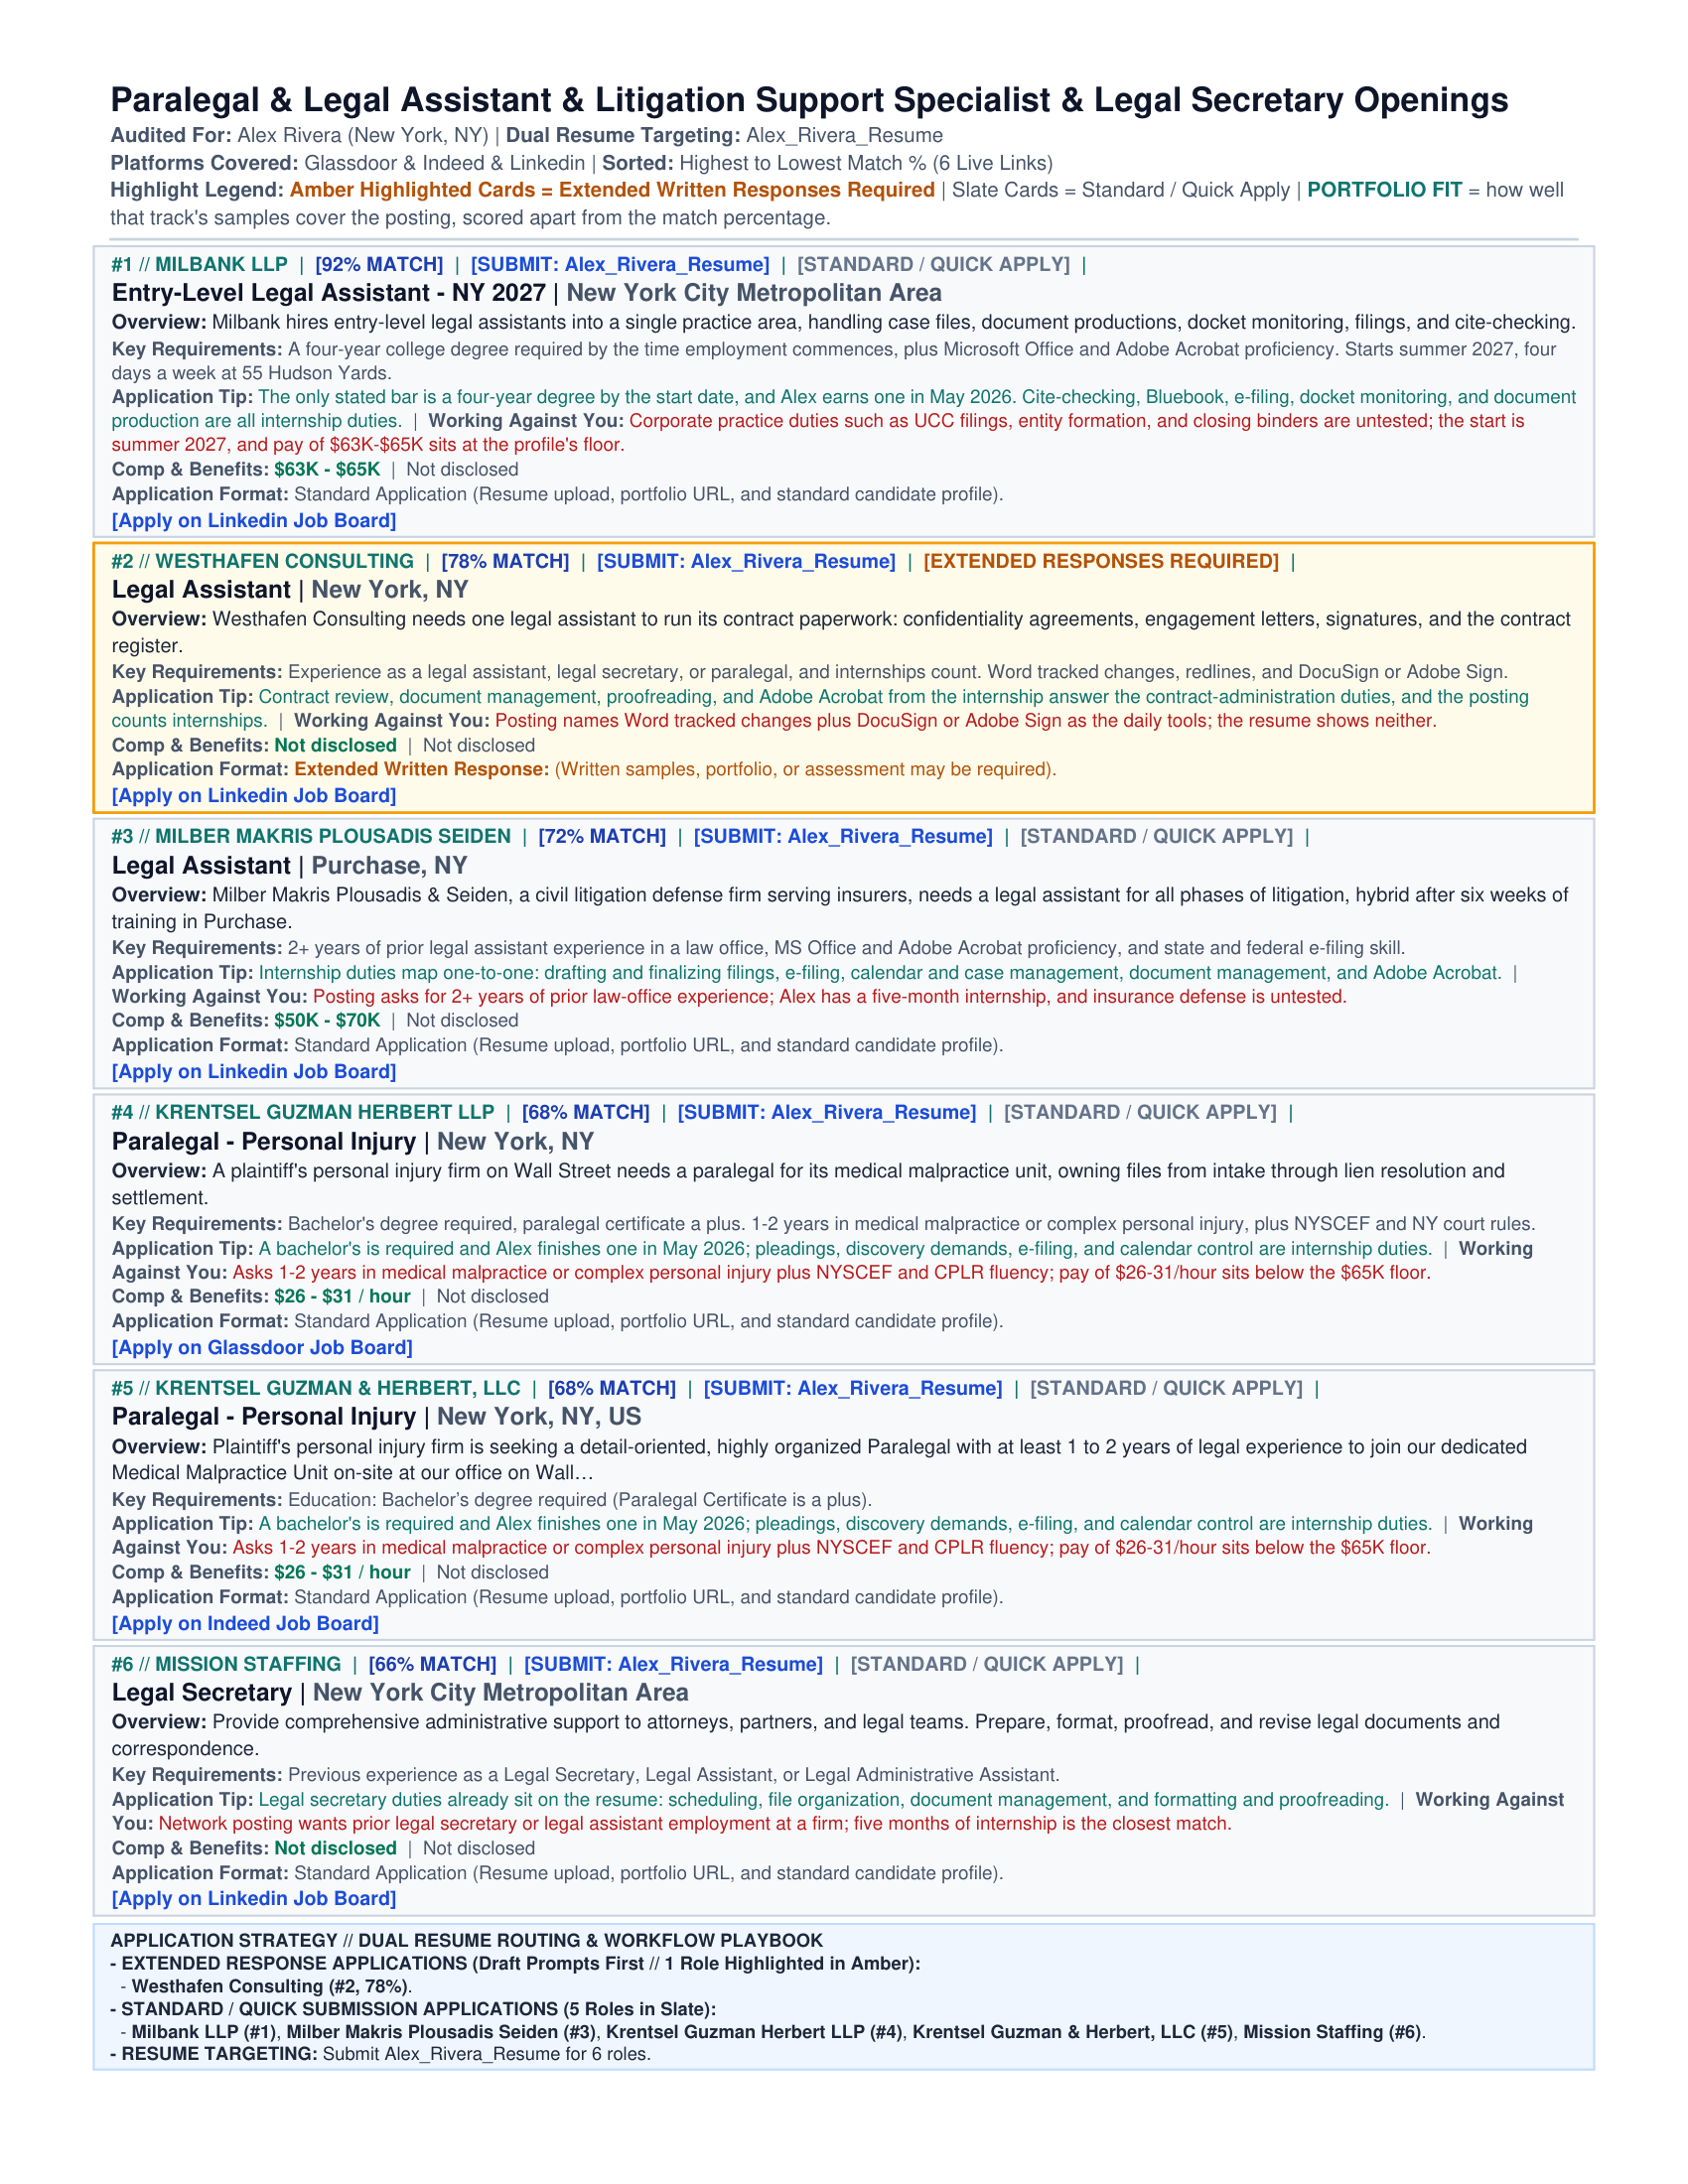 Paralegal & Legal Assistant & Litigation Support Specialist & Legal Secretary Openings
Audited For: Alex Rivera (New York, NY) | Dual Resume Targeting: Alex_Rivera_Resume
Platforms Covered: Glassdoor & Indeed & Linkedin | Sorted: Highest to Lowest Match % (6 Live Links)
Highlight Legend: Amber Highlighted Cards = Extended Written Responses Required | Slate Cards = Standard / Quick Apply | PORTFOLIO FIT = how well
that track's samples cover the posting, scored apart from the match percentage.
#1 // MILBANK LLP | [92% MATCH] | [SUBMIT: Alex_Rivera_Resume] | [STANDARD / QUICK APPLY] |
Entry-Level Legal Assistant - NY 2027 | New York City Metropolitan Area
Overview: Milbank hires entry-level legal assistants into a single practice area, handling case files, document productions, docket monitoring, filings, and cite-checking.
Key Requirements: A four-year college degree required by the time employment commences, plus Microsoft Office and Adobe Acrobat proficiency. Starts summer 2027, four
days a week at 55 Hudson Yards.
Application Tip: The only stated bar is a four-year degree by the start date, and Alex earns one in May 2026. Cite-checking, Bluebook, e-filing, docket monitoring, and document
production are all internship duties. | Working Against You: Corporate practice duties such as UCC filings, entity formation, and closing binders are untested; the start is
summer 2027, and pay of $63K-$65K sits at the profile's floor.
Comp & Benefits: $63K - $65K | Not disclosed
Application Format: Standard Application (Resume upload, portfolio URL, and standard candidate profile).
[Apply on Linkedin Job Board]
#2 // WESTHAFEN CONSULTING | [78% MATCH] | [SUBMIT: Alex_Rivera_Resume] | [EXTENDED RESPONSES REQUIRED] |
Legal Assistant | New York, NY
Overview: Westhafen Consulting needs one legal assistant to run its contract paperwork: confidentiality agreements, engagement letters, signatures, and the contract
register.
Key Requirements: Experience as a legal assistant, legal secretary, or paralegal, and internships count. Word tracked changes, redlines, and DocuSign or Adobe Sign.
Application Tip: Contract review, document management, proofreading, and Adobe Acrobat from the internship answer the contract-administration duties, and the posting
counts internships. | Working Against You: Posting names Word tracked changes plus DocuSign or Adobe Sign as the daily tools; the resume shows neither.
Comp & Benefits: Not disclosed | Not disclosed
Application Format: Extended Written Response: (Written samples, portfolio, or assessment may be required).
[Apply on Linkedin Job Board]
#3 // MILBER MAKRIS PLOUSADIS SEIDEN | [72% MATCH] | [SUBMIT: Alex_Rivera_Resume] | [STANDARD / QUICK APPLY] |
Legal Assistant | Purchase, NY
Overview: Milber Makris Plousadis & Seiden, a civil litigation defense firm serving insurers, needs a legal assistant for all phases of litigation, hybrid after six weeks of
training in Purchase.
Key Requirements: 2+ years of prior legal assistant experience in a law office, MS Office and Adobe Acrobat proficiency, and state and federal e-filing skill.
Application Tip: Internship duties map one-to-one: drafting and finalizing filings, e-filing, calendar and case management, document management, and Adobe Acrobat. |
Working Against You: Posting asks for 2+ years of prior law-office experience; Alex has a five-month internship, and insurance defense is untested.
Comp & Benefits: $50K - $70K | Not disclosed
Application Format: Standard Application (Resume upload, portfolio URL, and standard candidate profile).
[Apply on Linkedin Job Board]
#4 // KRENTSEL GUZMAN HERBERT LLP | [68% MATCH] | [SUBMIT: Alex_Rivera_Resume] | [STANDARD / QUICK APPLY] |
Paralegal - Personal Injury | New York, NY
Overview: A plaintiff's personal injury firm on Wall Street needs a paralegal for its medical malpractice unit, owning files from intake through lien resolution and
settlement.
Key Requirements: Bachelor's degree required, paralegal certificate a plus. 1-2 years in medical malpractice or complex personal injury, plus NYSCEF and NY court rules.
Application Tip: A bachelor's is required and Alex finishes one in May 2026; pleadings, discovery demands, e-filing, and calendar control are internship duties. | Working
Against You: Asks 1-2 years in medical malpractice or complex personal injury plus NYSCEF and CPLR fluency; pay of $26-31/hour sits below the $65K floor.
Comp & Benefits: $26 - $31 / hour | Not disclosed
Application Format: Standard Application (Resume upload, portfolio URL, and standard candidate profile).
[Apply on Glassdoor Job Board]
#5 // KRENTSEL GUZMAN & HERBERT, LLC | [68% MATCH] | [SUBMIT: Alex_Rivera_Resume] | [STANDARD / QUICK APPLY] |
Paralegal - Personal Injury | New York, NY, US
Overview: Plaintiff's personal injury firm is seeking a detail-oriented, highly organized Paralegal with at least 1 to 2 years of legal experience to join our dedicated
Medical Malpractice Unit on-site at our office on Wall…
Key Requirements: Education: Bachelor's degree required (Paralegal Certificate is a plus).
Application Tip: A bachelor's is required and Alex finishes one in May 2026; pleadings, discovery demands, e-filing, and calendar control are internship duties. | Working
Against You: Asks 1-2 years in medical malpractice or complex personal injury plus NYSCEF and CPLR fluency; pay of $26-31/hour sits below the $65K floor.
Comp & Benefits: $26 - $31 / hour | Not disclosed
Application Format: Standard Application (Resume upload, portfolio URL, and standard candidate profile).
[Apply on Indeed Job Board]
#6 // MISSION STAFFING | [66% MATCH] | [SUBMIT: Alex_Rivera_Resume] | [STANDARD / QUICK APPLY] |
Legal Secretary | New York City Metropolitan Area
Overview: Provide comprehensive administrative support to attorneys, partners, and legal teams. Prepare, format, proofread, and revise legal documents and
correspondence.
Key Requirements: Previous experience as a Legal Secretary, Legal Assistant, or Legal Administrative Assistant.
Application Tip: Legal secretary duties already sit on the resume: scheduling, file organization, document management, and formatting and proofreading. | Working Against
You: Network posting wants prior legal secretary or legal assistant employment at a firm; five months of internship is the closest match.
Comp & Benefits: Not disclosed | Not disclosed
Application Format: Standard Application (Resume upload, portfolio URL, and standard candidate profile).
[Apply on Linkedin Job Board]
APPLICATION STRATEGY // DUAL RESUME ROUTING & WORKFLOW PLAYBOOK
- EXTENDED RESPONSE APPLICATIONS (Draft Prompts First // 1 Role Highlighted in Amber):
- Westhafen Consulting (#2, 78%).
- STANDARD / QUICK SUBMISSION APPLICATIONS (5 Roles in Slate):
- Milbank LLP (#1), Milber Makris Plousadis Seiden (#3), Krentsel Guzman Herbert LLP (#4), Krentsel Guzman & Herbert, LLC (#5), Mission Staffing (#6).
- RESUME TARGETING: Submit Alex_Rivera_Resume for 6 roles.